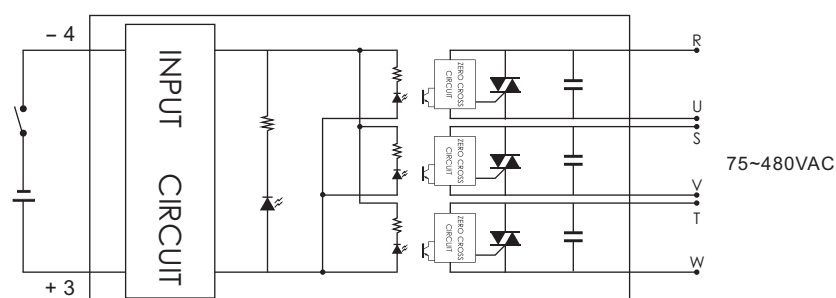 – 4
+ 3
INPUT CIRCUIT
ZERO CROSS
CIRCUIT
ZERO CROSS
CIRCUIT
ZERO CROSS
CIRCUIT
R
U
S
V
T
W
75~480VAC